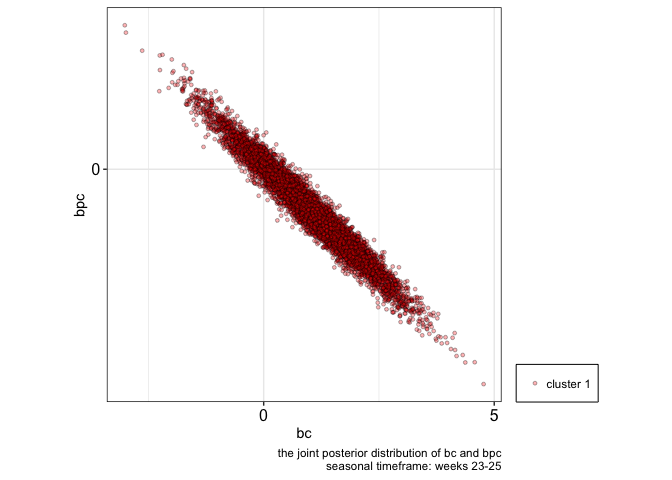 bpc
0
0
5
bc
cluster 1
the joint posterior distribution of bc and bpc
seasonal timeframe: weeks 23-25